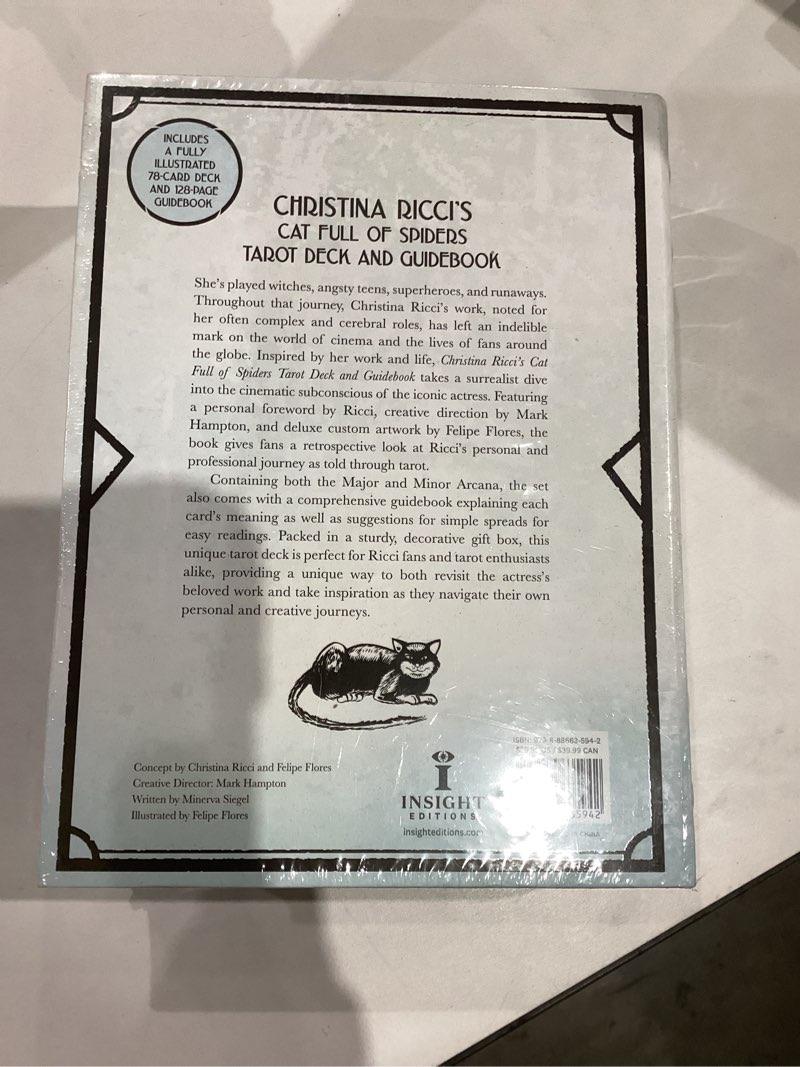 INCLUDES
A FULLY
ILLUSTRATED
78-CARD DECK
AND 128-PAGE
GUIDEBOOK
CHRISTINA RICCI'S
CAT FULL OF SPIDERS
TAROT DECK AND GUIDEBOOK
She's played witches, angsty teens, superheroes, and runaways.
Throughout that journey, Christina Ricci's work, noted for
her often complex and cerebral roles, has left an indelible
mark on the world of cinema and the lives of fans around
the globe. Inspired by her work and life, Christina Ricci's Cat
Full of Spiders Tarot Deck and Guidebook takes a surrealist dive
into the cinematic subconscious of the iconic actress. Featuring
a personal foreword by Ricci, creative direction by Mark
Hampton, and deluxe custom artwork by Felipe Flores, the
book gives fans a retrospective look at Ricci's personal and
professional journey as told through tarot.
Containing both the Major and Minor Arcana, the set
also comes with a comprehensive guidebook explaining each
card's meaning as well as suggestions for simple spreads for
easy readings. Packed in a sturdy, decorative gift box, this
unique tarot deck is perfect for Ricci fans and tarot enthusiasts
alike, providing a unique way to both revisit the actress's
beloved work and take inspiration as they navigate their own
personal and creative journeys.
Concept by Christina Ricci and Felipe Flores
Creative Director: Mark Hampton
Written by Minerva Siegel
Illustrated by Felipe Flores
INSIGHT
EDITIONS
insighteditions.com
ISBN:
US / $39.99 CAN
CHINA